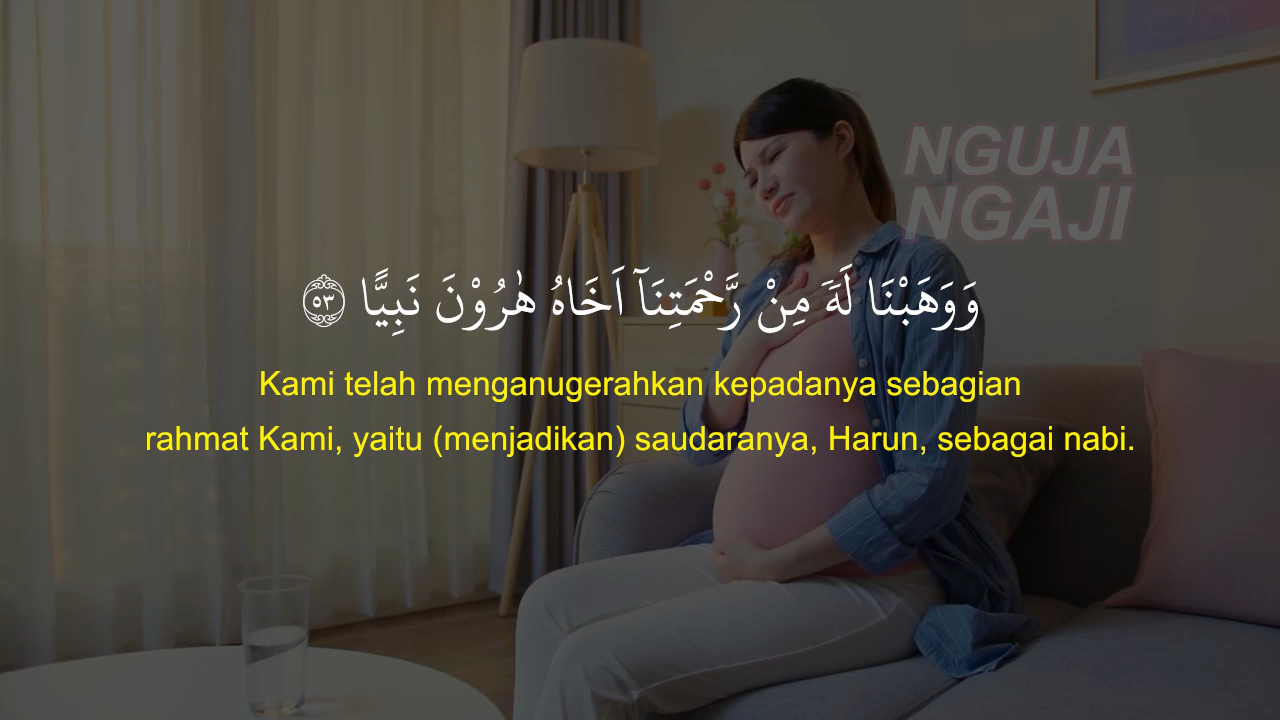 NGUJA
NGAJI
وَوَهَبْنَا لَهٗ مِنْ رَّحْمَتِنَآ اَخَاهُ هٰرُوْنَ نَبِيًّا ٥٣
Kami telah menganugerahkan kepadanya sebagian
rahmat Kami, yaitu (menjadikan) saudaranya, Harun, sebagai nabi.